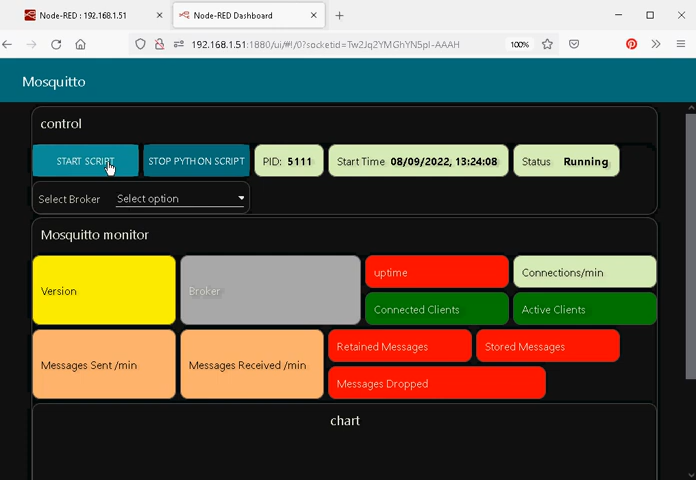 Node-RED : 192.168.1.51
Node-RED Dashboard
192.168.1.51:1880/ui/#!/0?socketid=Tw2Jq2YMGhYN5pI-AAAH
100%
Mosquitto
control
START SCRIPT
STOP PYTHON SCRIPT
PID: 5111
Start Time 08/09/2022, 13:24:08
Status Running
Select Broker Select option
Mosquitto monitor
Version
Broker
uptime
Connections/min
Connected Clients
Active Clients
Messages Sent /min
Messages Received /min
Retained Messages
Stored Messages
Messages Dropped
chart